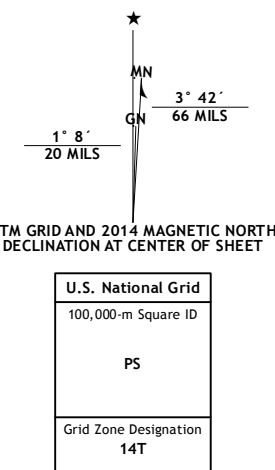 MN
3° 42´
66 MILS
GN
1° 8´
20 MILS
TM GRID AND 2014 MAGNETIC NORTH
DECLINATION AT CENTER OF SHEET
U.S. National Grid
100,000-m Square ID
PS
Grid Zone Designation
14T